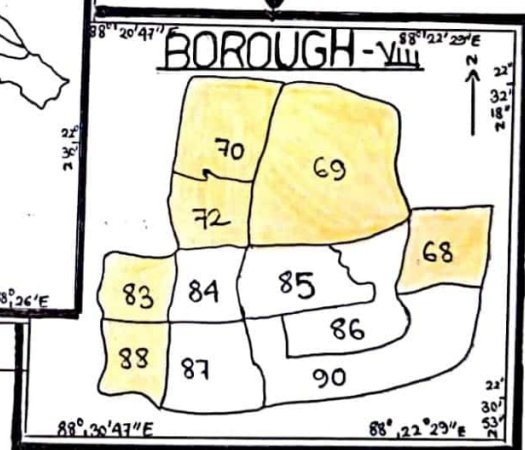 88°20'47"E
88°22'29"E
BOROUGH-VIII
N
22°
32'
18"
N
22°
30'
N
70
69
72
68
83
84
85
86
88
87
90
8°,26'E
22'
30'
53"
N
88°,30'47"E
88°,22°29"E